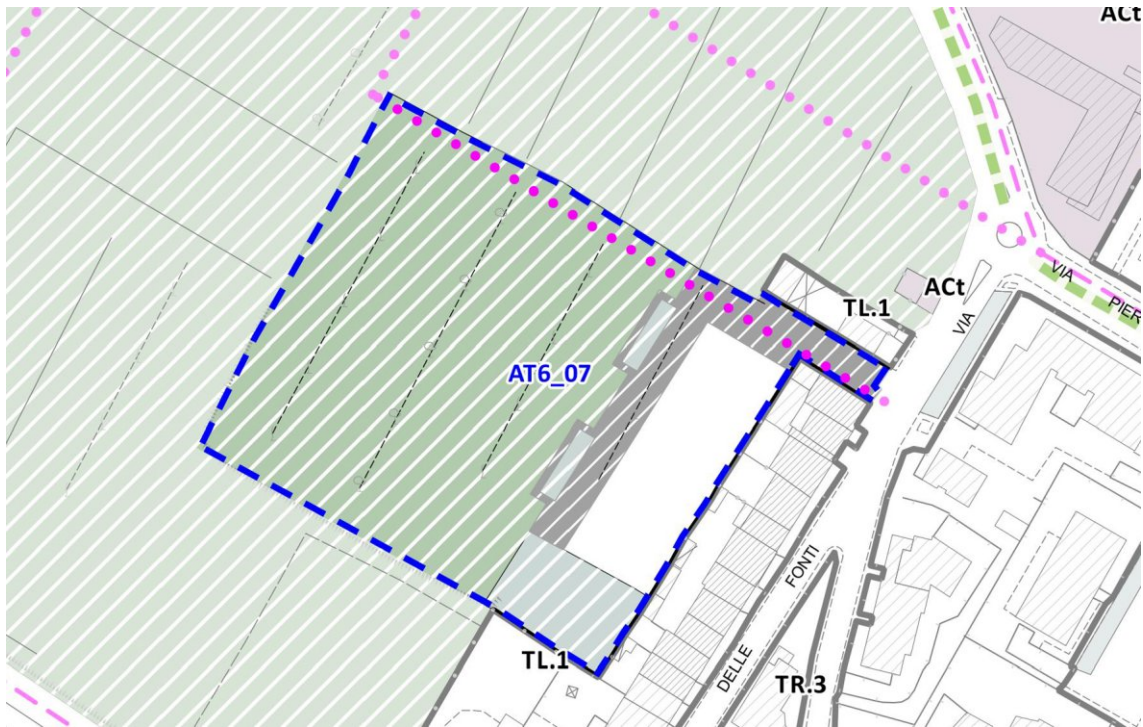 ACt
VIA
PIER
ACt
TL.1
VIA
AT6_07
FONTI
TL.1
DELLE
TR.3